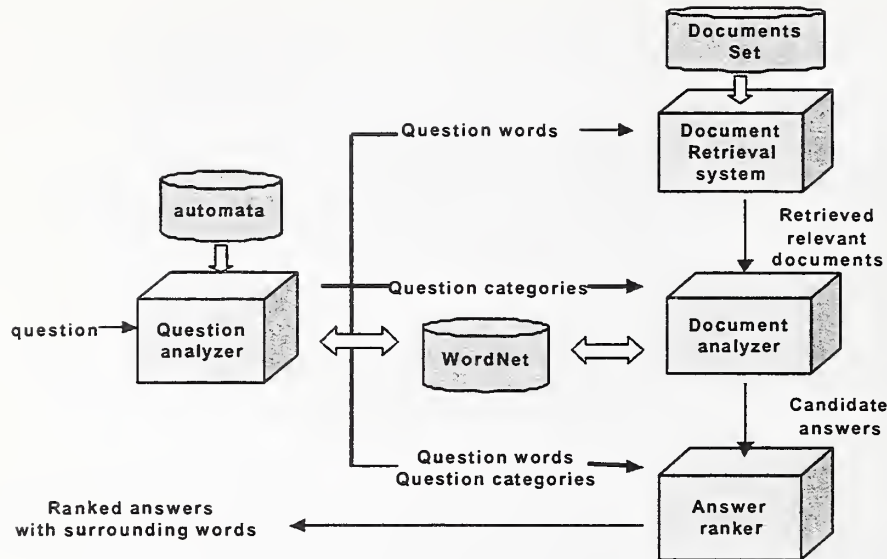 Documents
Set
Question words
Document
Retrieval
system
automata
Retrieved
relevant
documents
Question categories
question
Question
analyzer
WordNet
Document
analyzer
Candidate
answers
Question words
Question categories
Ranked answers
with surrounding words
Answer
ranker